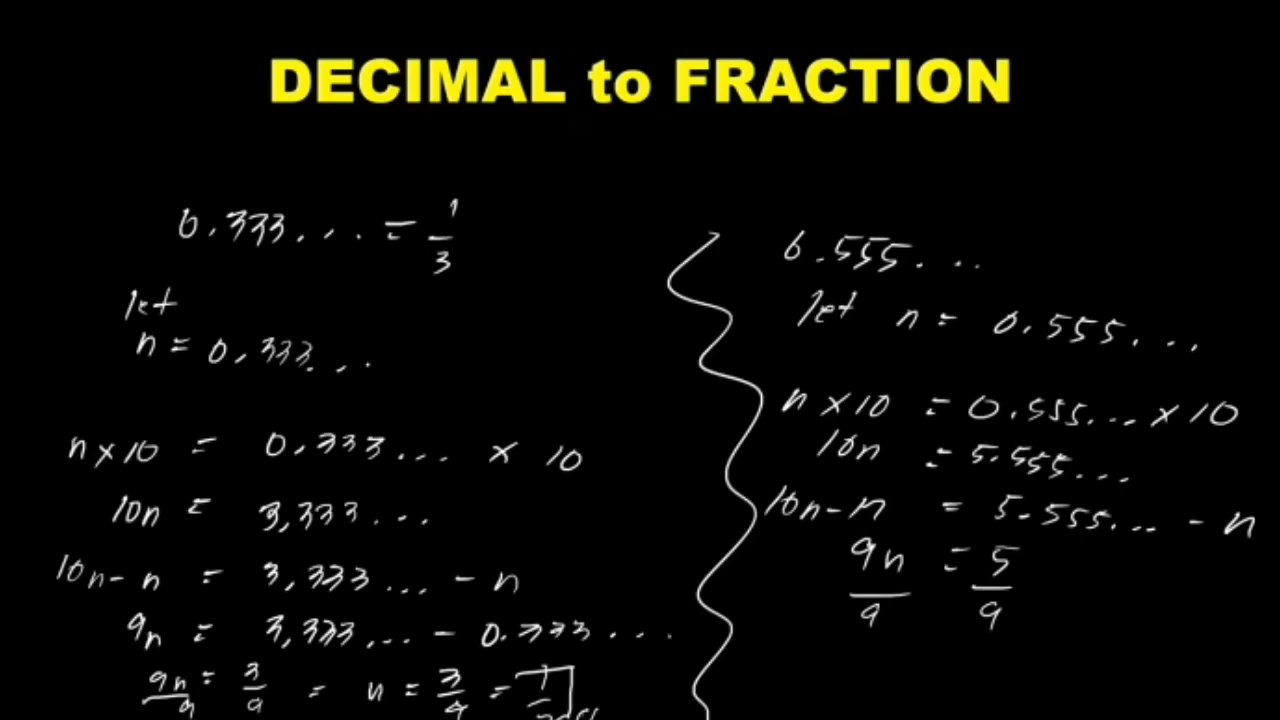 DECIMAL to FRACTION
0.333... = 1/3
let
n = 0,333...
n x 10 = 0,333... x 10
10n = 3,333...
10n - n = 3,333... - n
9n = 3,333... - 0.333...
9n/9 = 3/9 = n = 3/9 = 1/
0.555...
let n = 0.555...
n x 10 = 0.555... x 10
10n = 5.555...
10n - n = 5.555... - n
9n/9 = 5/9